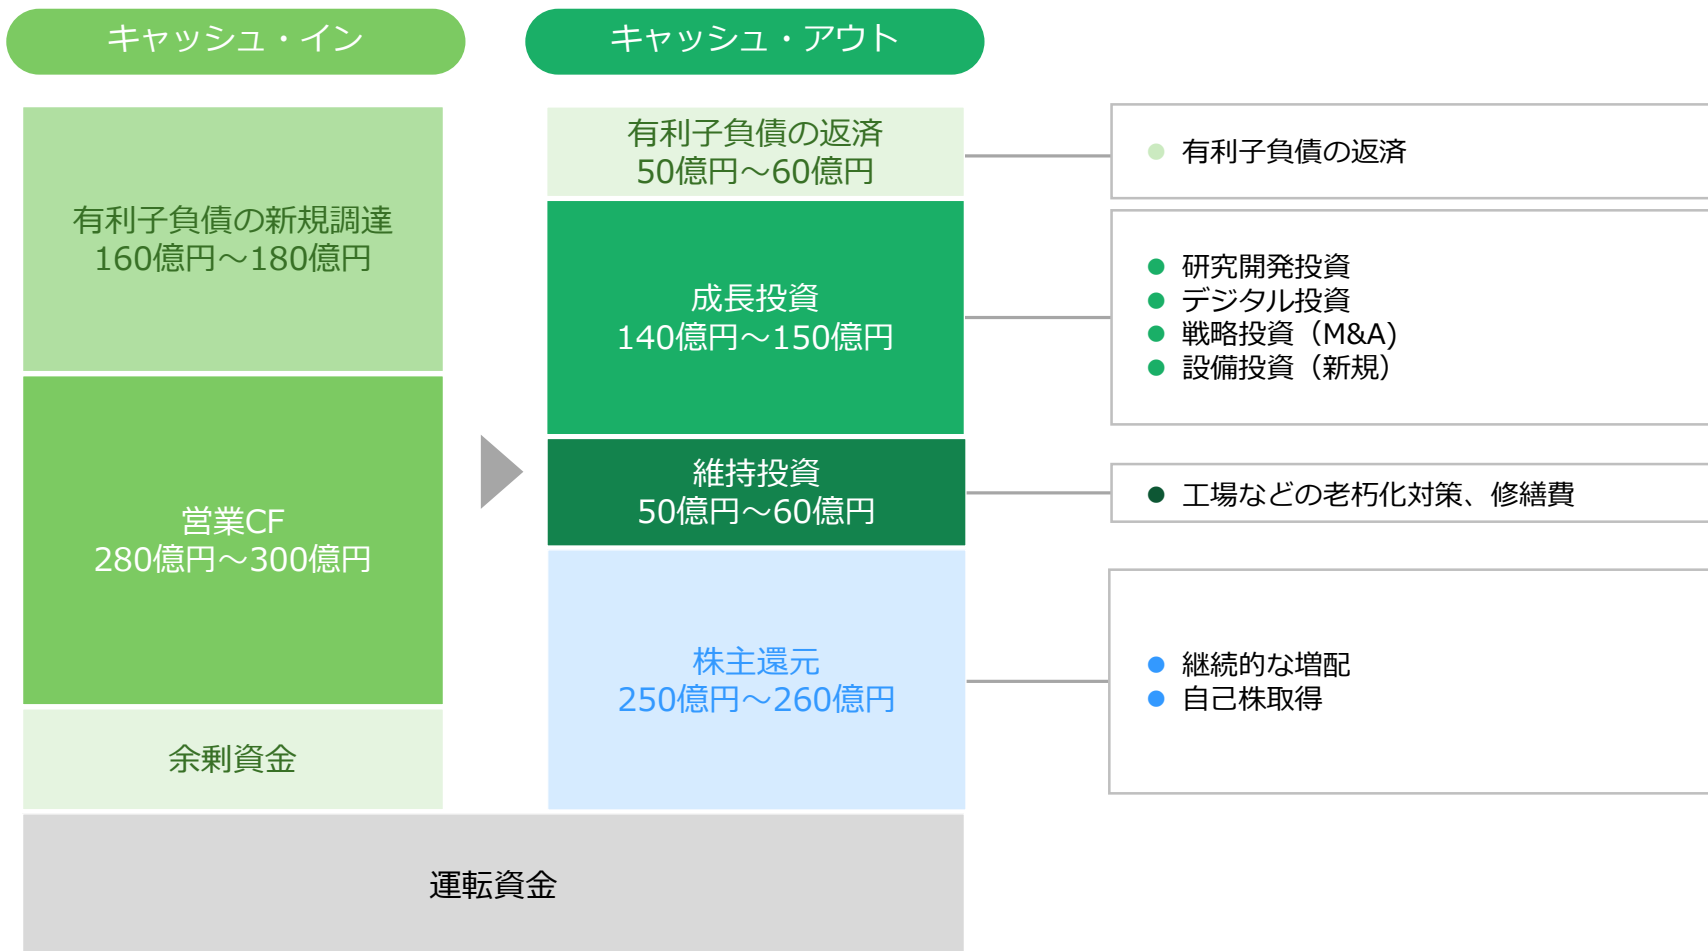 キャッシュ・イン
キャッシュ・アウト
有利子負債の新規調達
160億円～180億円
営業CF
280億円～300億円
余剰資金
有利子負債の返済
50億円～60億円
成長投資
140億円～150億円
維持投資
50億円～60億円
株主還元
250億円～260億円
運転資金
● 有利子負債の返済
● 研究開発投資
● デジタル投資
● 戦略投資（M&A)
● 設備投資（新規）
● 工場などの老朽化対策、修繕費
● 継続的な増配
● 自己株取得